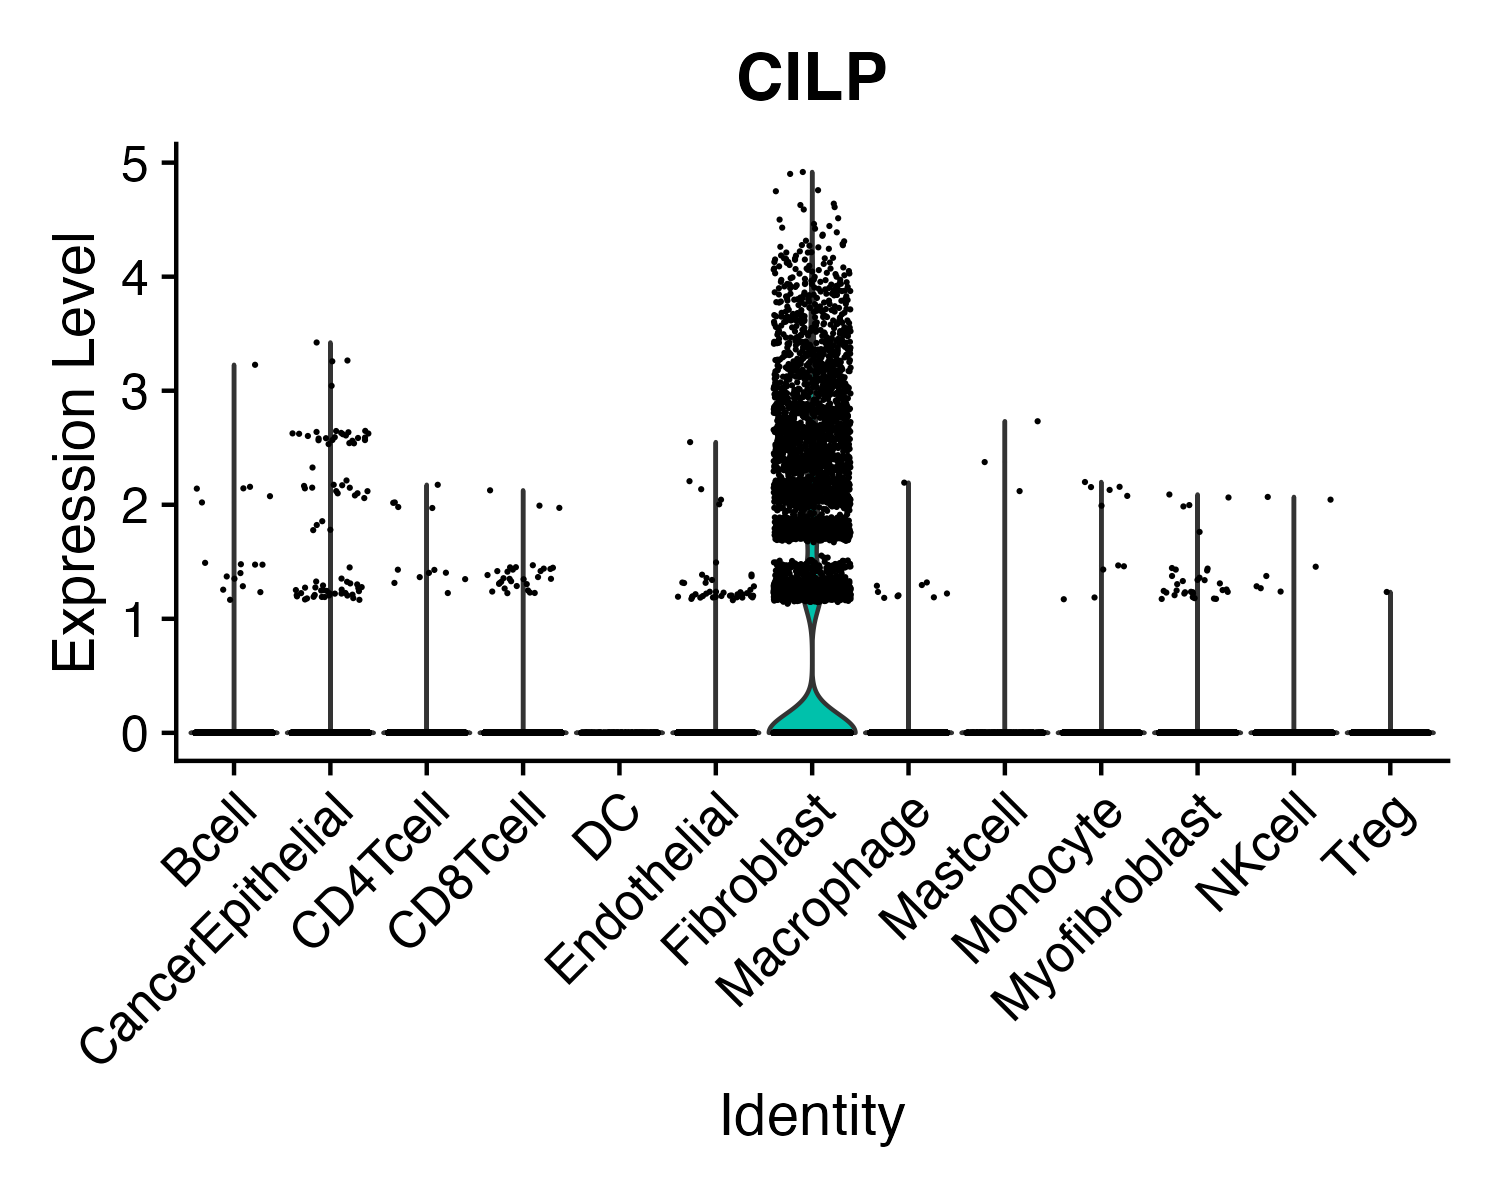 CILP
Expression Level
5
4
3
2
1
0
Bcell
CancerEpithelial
CD4Tcell
CD8Tcell
DC
Endothelial
Fibroblast
Macrophage
Mastcell
Monocyte
Myofibroblast
NKcell
Treg
Identity